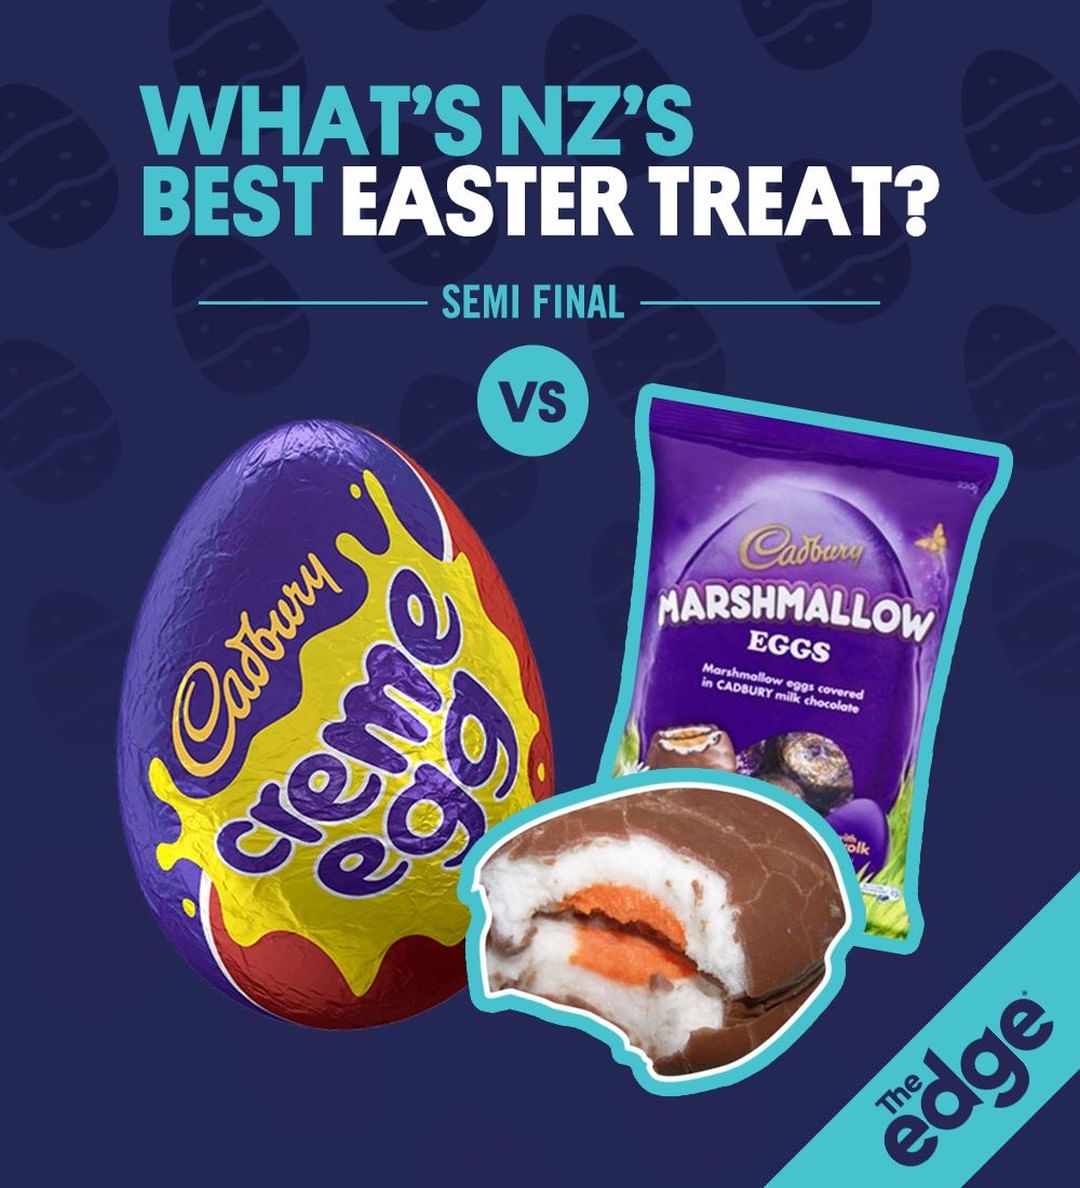 WHAT'S NZ'S
BEST EASTER TREAT?
SEMI FINAL
VS
Cadbury
creme
egg
Cadbury
MARSHMALLOW
EGGS
Marshmallow eggs covered
in CADBURY milk chocolate
The
edge